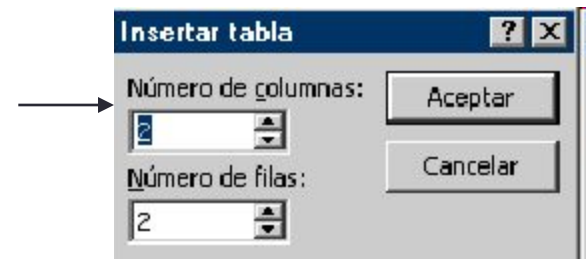 Insertar tabla
Número de columnas:
2
Número de filas:
2
Aceptar
Cancelar